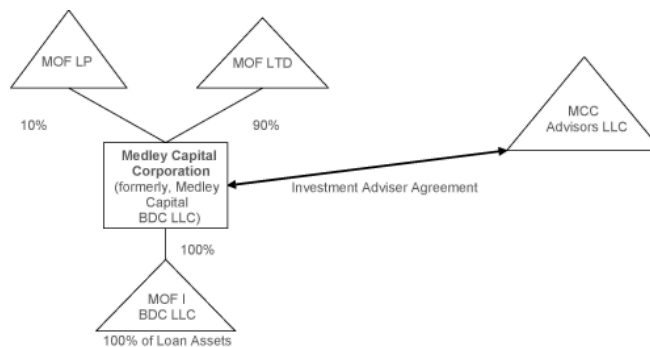 MOF LP
MOF LTD
MCC
Advisors LLC
10%
90%
Medley Capital
Corporation
(formerly, Medley
Capital
BDC LLC)
Investment Adviser Agreement
100%
MOF I
BDC LLC
100% of Loan Assets